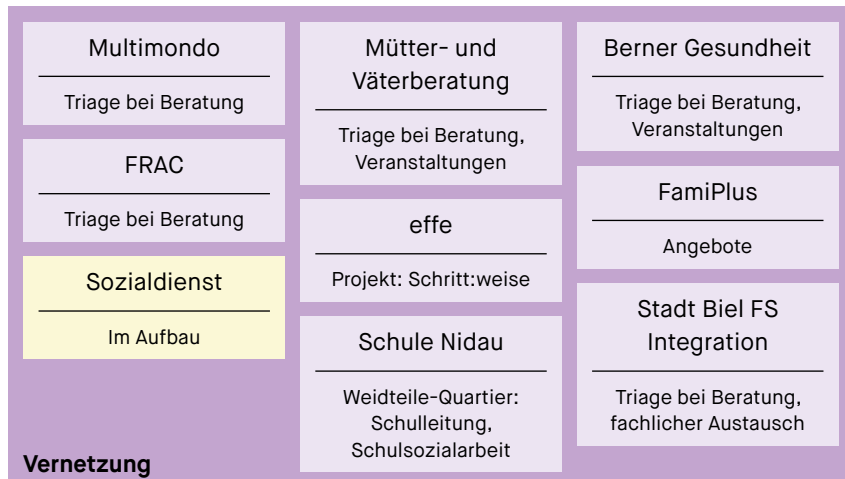 Multimondo
Triage bei Beratung
FRAC
Triage bei Beratung
Sozialdienst
Im Aufbau
Vernetzung
Mütter- und
Väterberatung
Triage bei Beratung,
Veranstaltungen
effe
Projekt: Schritt:weise
Schule Nidau
Weidteile-Quartier:
Schulleitung,
Schulsozialarbeit
Berner Gesundheit
Triage bei Beratung,
Veranstaltungen
FamiPlus
Angebote
Stadt Biel FS
Integration
Triage bei Beratung,
fachlicher Austausch